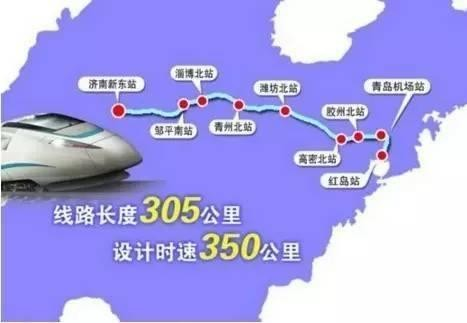 淄博北站
潍坊北站
青岛机场站
济南新东站
胶州北站
邹平南站
青州北站
高密北站
红岛站
线路长度305公里
设计时速350公里